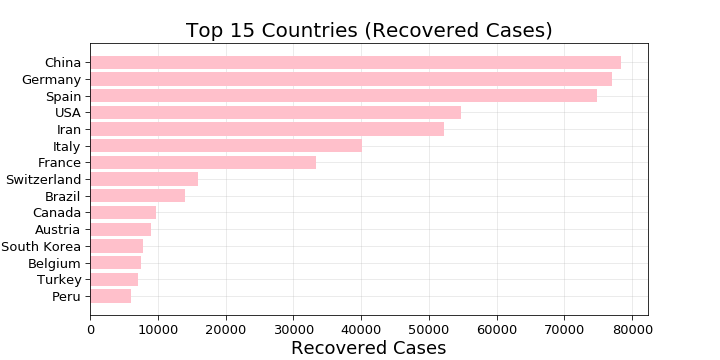 Top 15 Countries (Recovered Cases)
China
Germany
Spain
USA
Iran
Italy
France
Switzerland
Brazil
Canada
Austria
South Korea
Belgium
Turkey
Peru
0 10000 20000 30000 40000 50000 60000 70000 80000
Recovered Cases